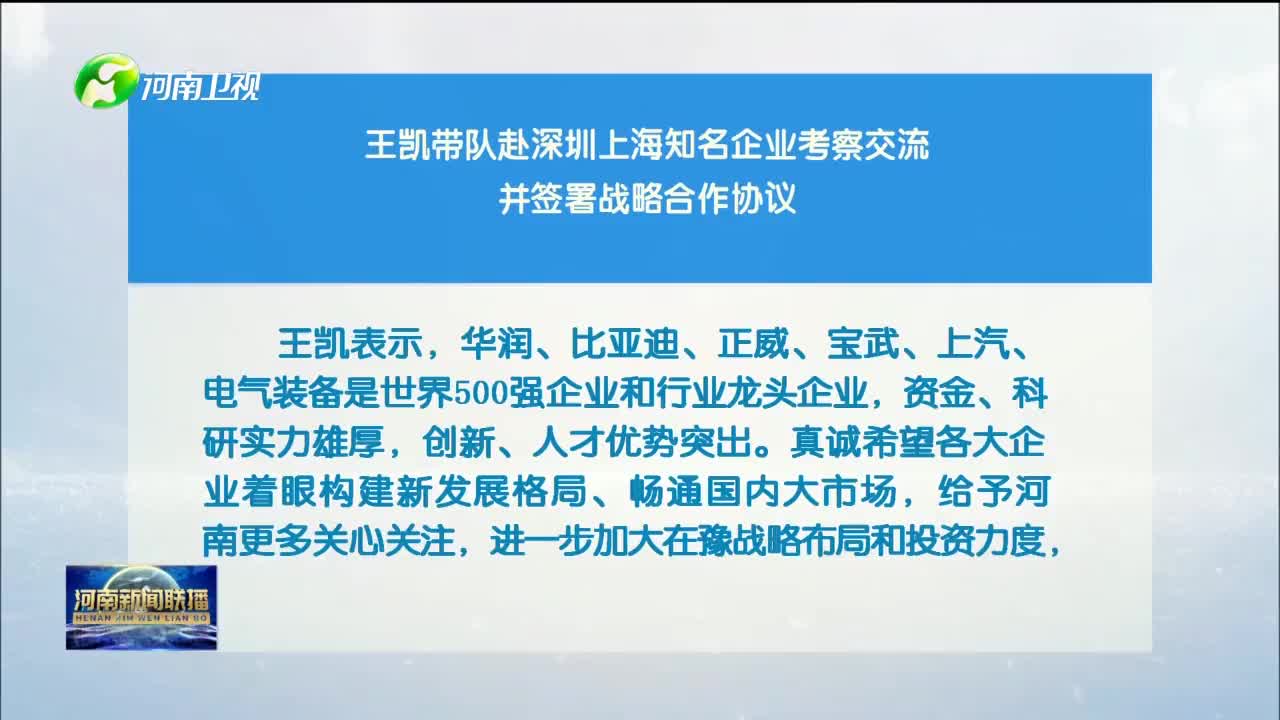 河南卫视
王凯带队赴深圳上海知名企业考察交流
并签署战略合作协议
王凯表示，华润、比亚迪、正威、宝武、上汽、
电气装备是世界500强企业和行业龙头企业，资金、科
研实力雄厚，创新、人才优势突出。真诚希望各大企
业着眼构建新发展格局、畅通国内大市场，给予河
南更多关心关注，进一步加大在豫战略布局和投资力度，
河南新闻联播
HENAN XIN WEN LIAN BO